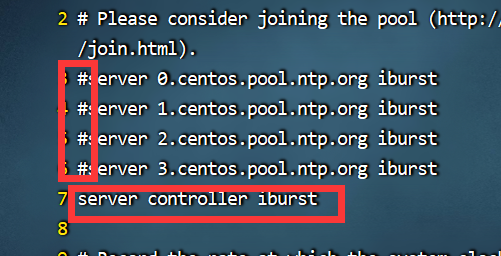 2 # Please consider joining the pool (http://
/join.html).
3 #server 0.centos.pool.ntp.org iburst
4 #server 1.centos.pool.ntp.org iburst
5 #server 2.centos.pool.ntp.org iburst
6 #server 3.centos.pool.ntp.org iburst
7 server controller iburst
8
9 # Record the rate at which the system clock